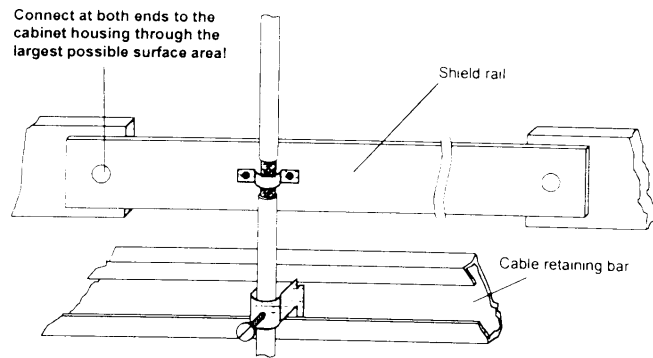 Connect at both ends to the
cabinet housing through the
largest possible surface area!
Shield rail
Cable retaining bar